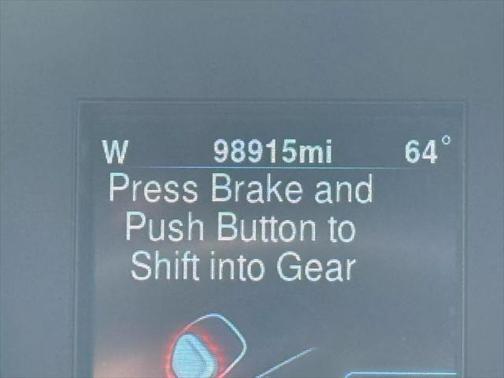 W 98915mi 64°
Press Brake and
Push Button to
Shift into Gear